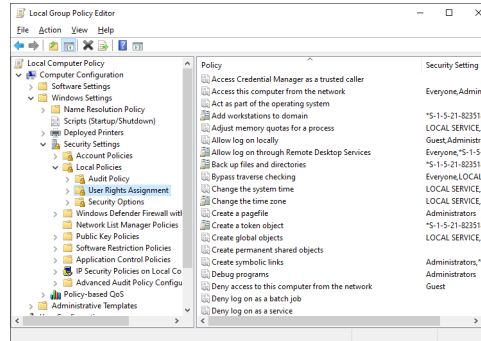 Local Group Policy Editor
File Action View Help
Local Computer Policy
Computer Configuration
Software Settings
Windows Settings
Name Resolution Policy
Scripts (Startup/Shutdown)
Deployed Printers
Security Settings
Account Policies
Local Policies
Audit Policy
User Rights Assignment
Security Options
Windows Defender Firewall witl
Network List Manager Policies
Public Key Policies
Software Restriction Policies
Application Control Policies
IP Security Policies on Local Co
Advanced Audit Policy Configu
Policy-based QoS
Administrative Templates
Policy Security Setting
Access Credential Manager as a trusted caller
Access this computer from the network Everyone,Admin
Act as part of the operating system
Add workstations to domain *S-1-5-21-82351
Adjust memory quotas for a process LOCAL SERVICE,
Allow log on locally Guest,Administr
Allow log on through Remote Desktop Services Everyone,*S-1-5-
Back up files and directories *S-1-5-21-82351
Bypass traverse checking Everyone,LOCAL
Change the system time LOCAL SERVICE,
Change the time zone LOCAL SERVICE,
Create a pagefile Administrators
Create a token object *S-1-5-21-82351
Create global objects LOCAL SERVICE,
Create permanent shared objects
Create symbolic links Administrators,*
Debug programs Administrators
Deny access to this computer from the network Guest
Deny log on as a batch job
Deny log on as a service